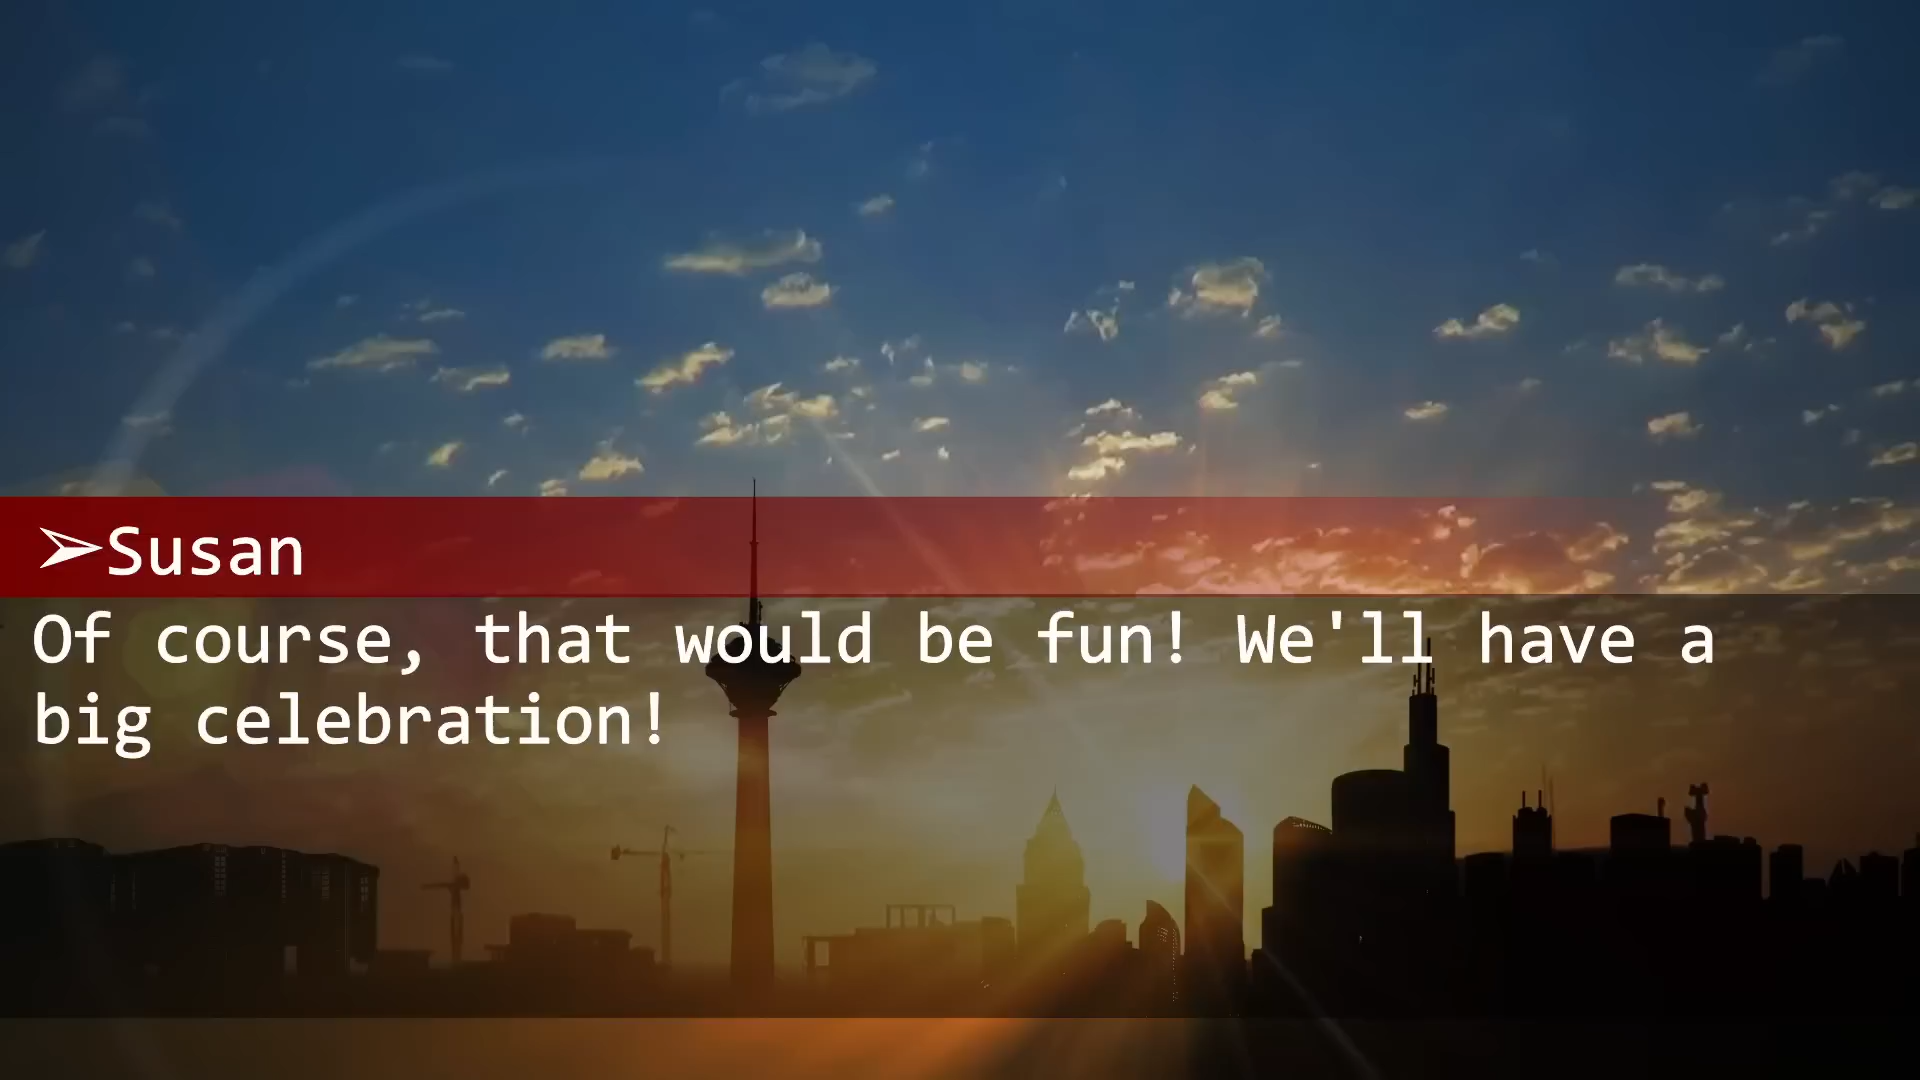 ➢Susan
Of course, that would be fun! We'll have a
big celebration!